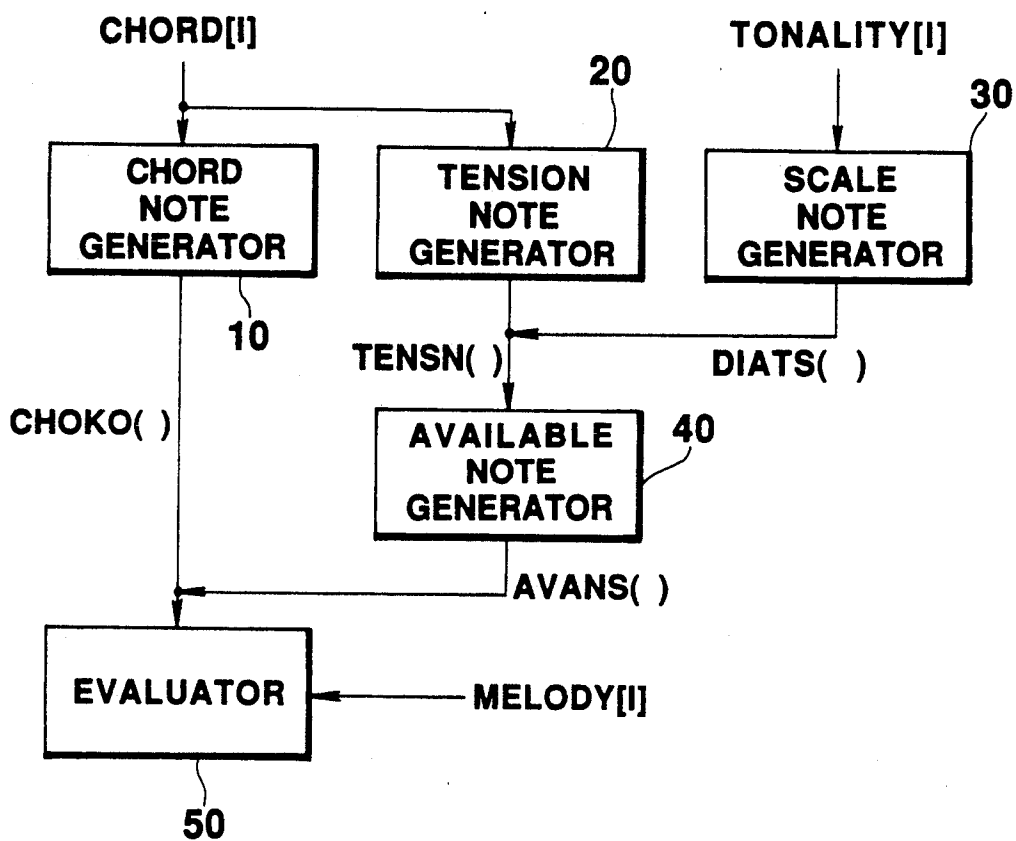 CHORD[I]
TONALITY[I]
20
30
CHORD
NOTE
GENERATOR
TENSION
NOTE
GENERATOR
SCALE
NOTE
GENERATOR
10
TENSN( )
DIATS( )
CHOKO( )
AVAILABLE
NOTE
GENERATOR
40
AVANS( )
EVALUATOR
MELODY[I]
50